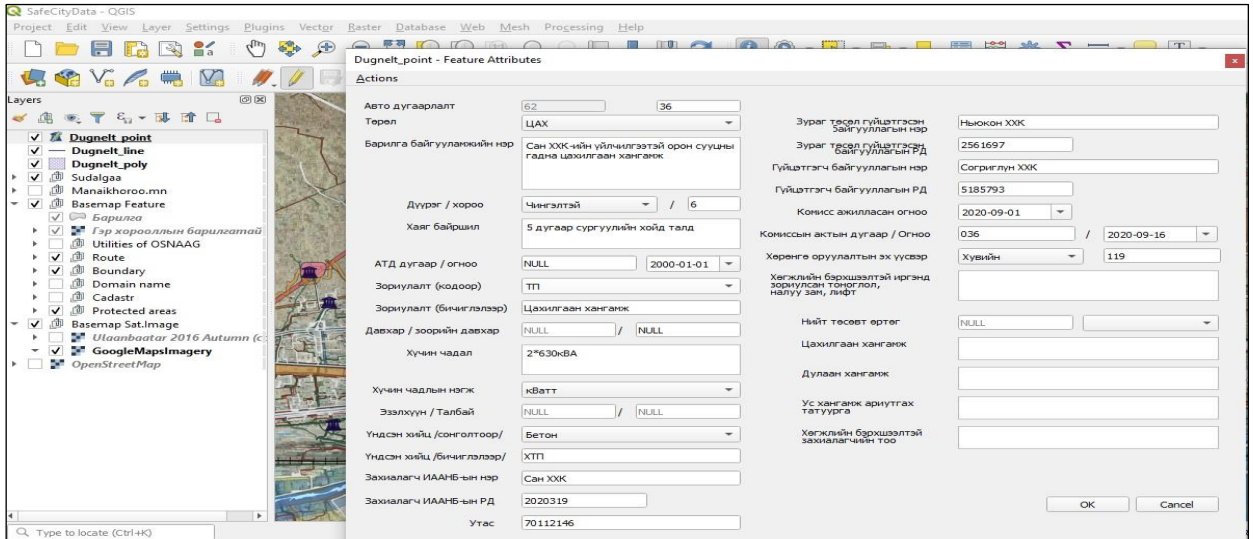 SafeCityData - QGIS
Project Edit View Layer Settings Plugins Vector Raster Database Web Mesh Processing Help
Dugnelt_point - Feature Attributes
Actions
Layers
Dugnelt_point
Dugnelt_line
Dugnelt_poly
Sudalgaa
Manaikhoroo.mn
Basemap Feature
Барилга
Гэр хорооллын барилгатай
Utilities of OSNAAG
Route
Boundary
Domain name
Cadastr
Protected areas
Basemap Sat.Image
Ulaanbaatar 2016 Autumn (c
GoogleMapsImagery
OpenStreetMap
Type to locate (Ctrl+K)
Авто дугаарлалт 62 36
Төрөл ЦАХ
Барилга байгууламжийн нэр Сан ХХК-ийн үйлчилгээтэй орон сууцны
гадна цахилгаан хангамж
Дүүрэг / хороо Чингэлтэй / 6
Хаяг байршил 5 дугаар сургуулийн хойд талд
АТД дугаар / огноо NULL 2000-01-01
Зориулалт (кодоор) ТП
Зориулалт (бичиглэлээр) Цахилгаан хангамж
Давхар / зоорийн давхар NULL / NULL
Хүчин чадал 2*630кВА
Хүчин чадлын нэгж кВатт
Эзэлхүүн / Талбай NULL / NULL
Үндсэн хийц /сонголтоор/ Бетон
Үндсэн хийц /бичиглэлээр/ ХТП
Захиалагч ИААНБ-ын нэр Сан ХХК
Захиалагч ИААНБ-ын РД 2020319
Утас 70112146
Зураг төсөл гүйцэтгэсэн
байгууллагын нэр Ньюкон ХХК
Зураг төсөл гүйцэтгэсэн
байгууллагын РД 2561697
Гүйцэтгэгч байгууллагын нэр Согриглун ХХК
Гүйцэтгэгч байгууллагын РД 5185793
Комисс ажилласан огноо 2020-09-01
Комиссын актын дугаар / Огноо 036 / 2020-09-16
Хөрөнгө оруулалтын эх үүсвэр Хувийн 119
Хөгжлийн бэрхшээлтэй иргэнд
зориулсан тоноглол,
налуу зам, лифт
Нийт төсөвт өртөг NULL
Цахилгаан хангамж
Дулаан хангамж
Ус хангамж ариутгах
татуурга
Хөгжлийн бэрхшээлтэй
захиалагчийн тоо
OK Cancel